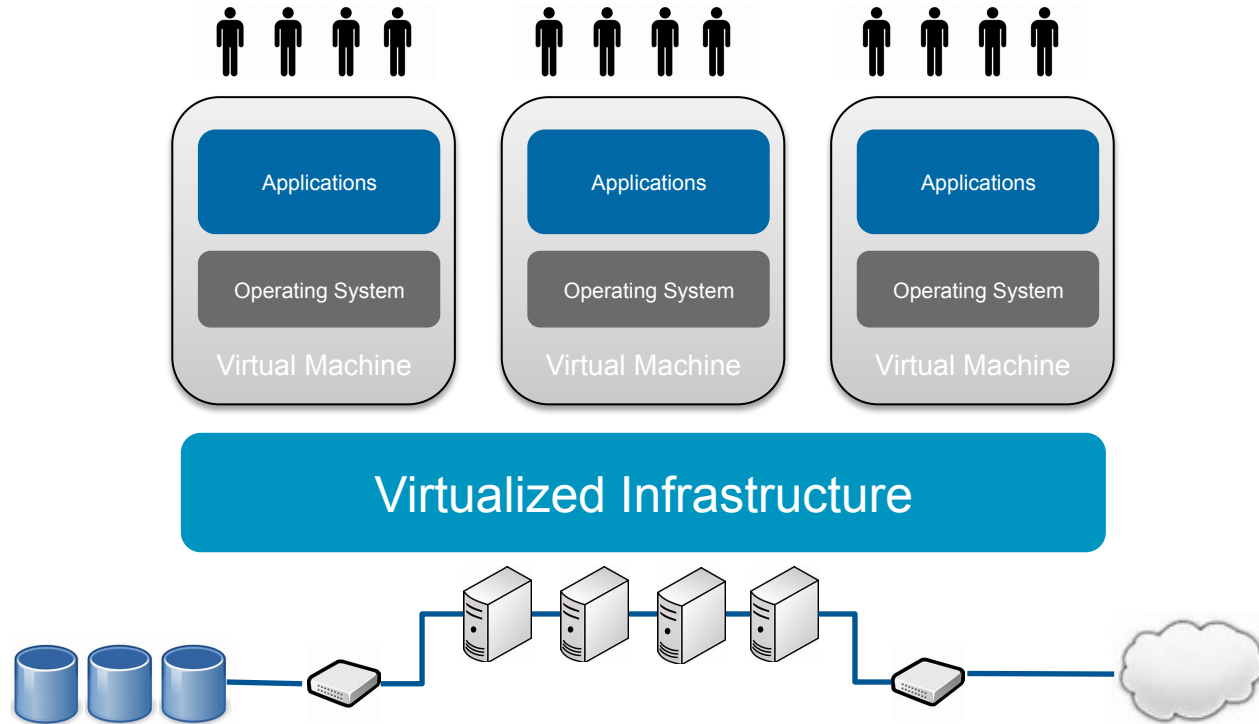 Applications
Applications
Applications
Operating System
Operating System
Operating System
Virtual Machine
Virtual Machine
Virtual Machine
Virtualized Infrastructure